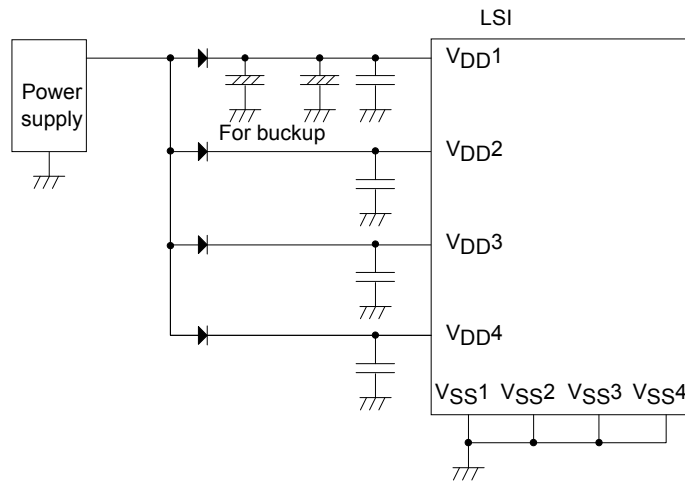 LSI
Power
supply
VDD1
For buckup
VDD2
VDD3
VDD4
VSS1 VSS2 VSS3 VSS4